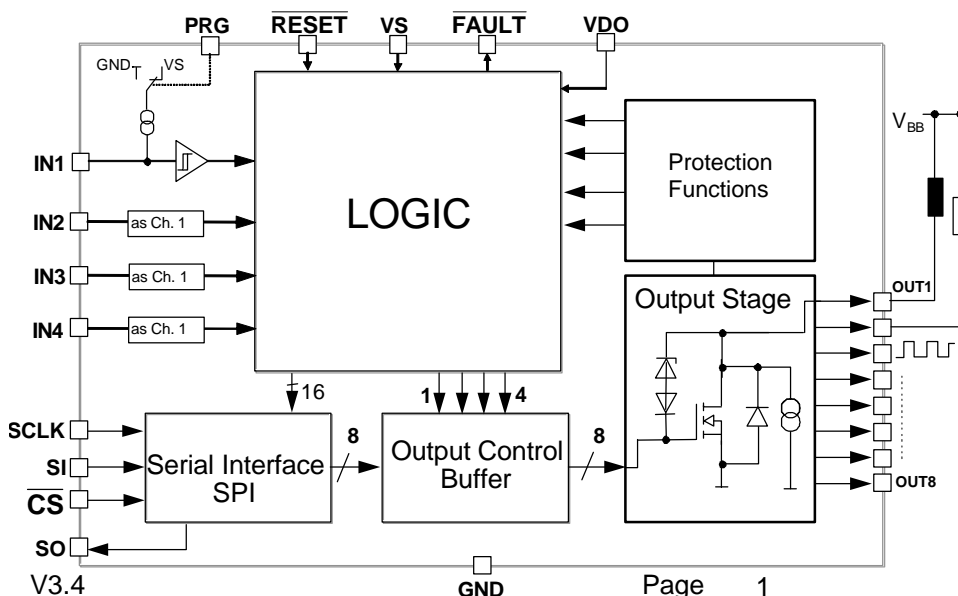 PRG
RESET
VS
FAULT
VDO
GND
VS
V BB
IN1
Protection
Functions
LOGIC
IN2
as Ch. 1
IN3
as Ch. 1
IN4
as Ch. 1
Output Stage
OUT1
16
1
4
SCLK
SI
CS
SO
Serial Interface
SPI
8
Output Control
Buffer
8
OUT8
GND
V3.4
Page 1